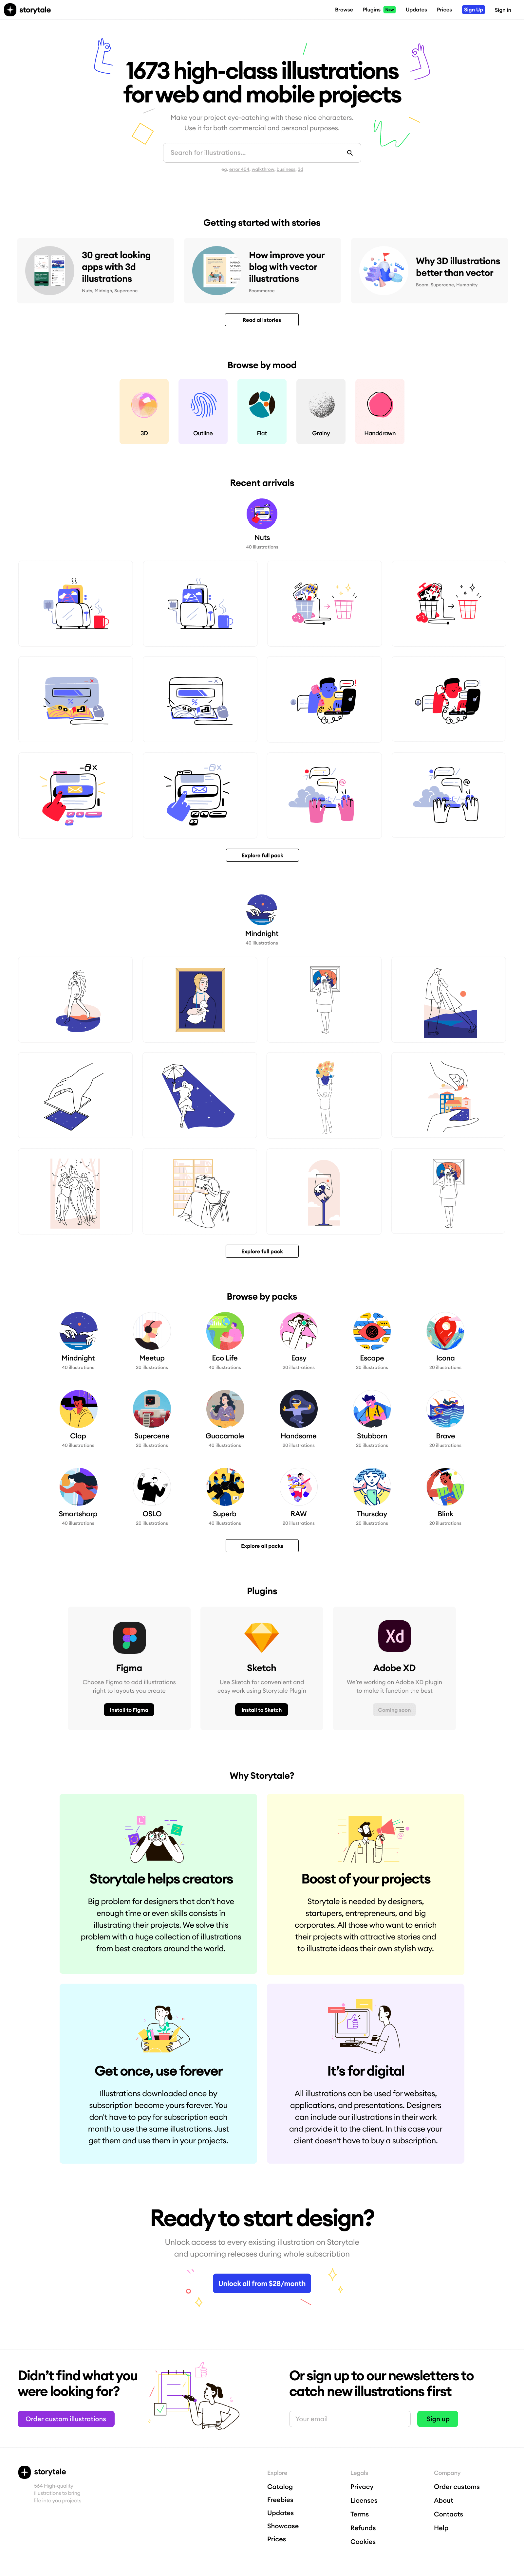 storytale
Browse
Plugins
New
Updates
Prices
Sign Up
Sign in
1673 high-class illustrations
for web and mobile projects
Make your project eye-catching with these nice characters.
Use it for both commercial and personal purposes.
Search for illustrations...
eg. error 404, walkthrow, business, 3d
Getting started with stories
30 great looking
apps with 3d
illustrations
Nuts, Midnigh, Supercene
How improve your
blog with vector
illustrations
Ecommerce
Why 3D illustrations
better than vector
Boom, Supercene, Humanity
Read all stories
Browse by mood
3D
Outline
Flat
Grainy
Handdrawn
Recent arrivals
Nuts
40 illustrations
Explore full pack
Mindnight
40 illustrations
Explore full pack
Browse by packs
Mindnight
40 illustrations
Meetup
20 illustrations
Eco Life
40 illustrations
Easy
20 illustrations
Escape
20 illustrations
Icona
20 illustrations
Clap
40 illustrations
Supercene
20 illustrations
Guacamole
40 illustrations
Handsome
20 illustrations
Stubborn
20 illustrations
Brave
20 illustrations
Smartsharp
40 illustrations
OSLO
20 illustrations
Superb
40 illustrations
RAW
20 illustrations
Thursday
20 illustrations
Blink
20 illustrations
Explore all packs
Plugins
Figma
Choose Figma to add illustrations
right to layouts you create
Install to Figma
Sketch
Use Sketch for convenient and
easy work using Storytale Plugin
Install to Sketch
Xd
Adobe XD
We're working on Adobe XD plugin
to make it function the best
Coming soon
Why Storytale?
Storytale helps creators
Big problem for designers that don't have
enough time or even skills consists in
illustrating their projects. We solve this
problem with a huge collection of illustrations
from best creators around the world.
Boost of your projects
Storytale is needed by designers,
startupers, entrepreneurs, and big
corporates. All those who want to enrich
their projects with attractive stories and
to illustrate ideas their own stylish way.
Get once, use forever
Illustrations downloaded once by
subscription become yours forever. You
don't have to pay for subscription each
month to use the same illustrations. Just
get them and use them in your projects.
It's for digital
All illustrations can be used for websites,
applications, and presentations. Designers
can include our illustrations in their work
and provide it to the client. In this case your
client doesn't have to buy a subscription.
Ready to start design?
Unlock access to every existing illustration on Storytale
and upcoming releases during whole subscribtion
Unlock all from $28/month
Didn't find what you
were looking for?
Order custom illustrations
Or sign up to our newsletters to
catch new illustrations first
Your email
Sign up
storytale
564 High-quality
illustrations to bring
life into you projects
Explore
Catalog
Freebies
Updates
Showcase
Prices
Legals
Privacy
Licenses
Terms
Refunds
Cookies
Company
Order customs
About
Contacts
Help